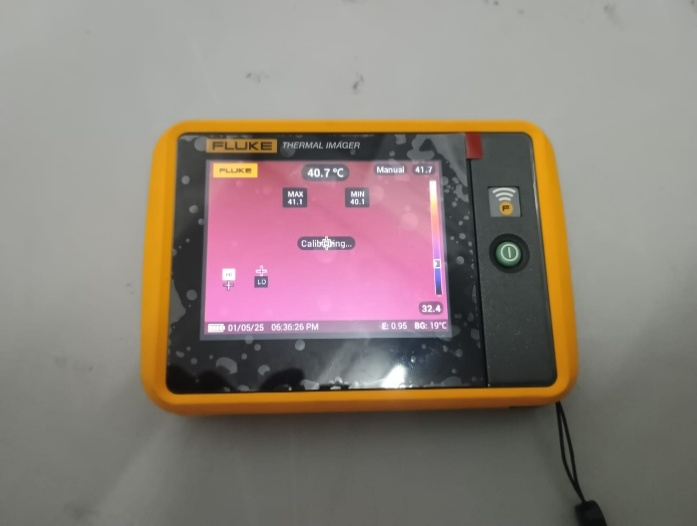 FLUKE THERMAL IMAGER
FLUKE 40.7 °C Manual 41.7
MAX MIN
41.1 40.1
Calibrating...
HI LO
32.4
01/05/25 06:36:26 PM E: 0.95 BG: 19°C
F